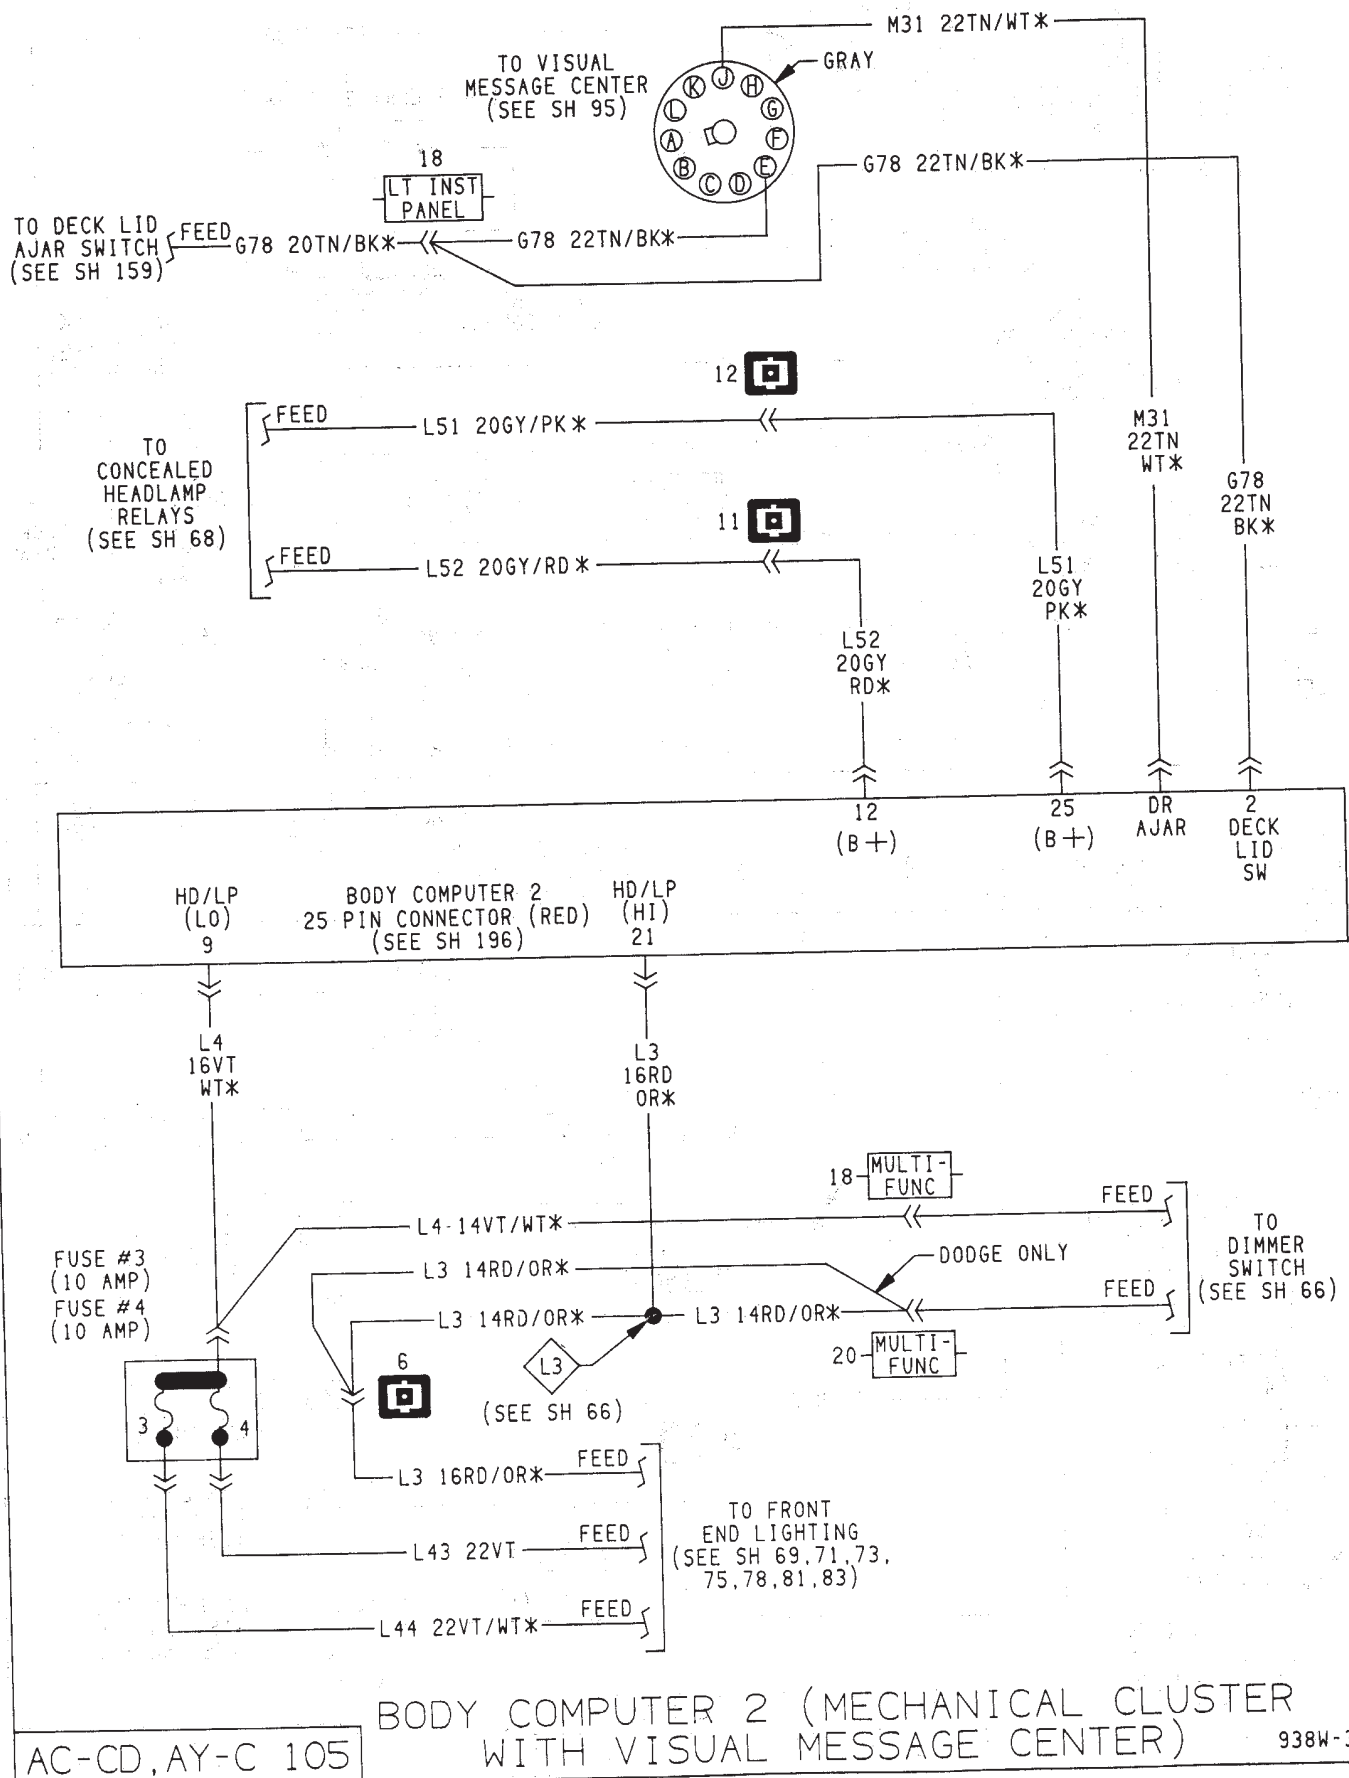 M31 22TN/WT*
TO VISUAL
MESSAGE CENTER
(SEE SH 95)
GRAY
J
H
G
F
E
D
C
B
A
L
K
G78 22TN/BK*
18
LT INST
PANEL
TO DECK LID
AJAR SWITCH
(SEE SH 159)
FEED
G78 20TN/BK*
G78 22TN/BK*
12
FEED
L51 20GY/PK*
TO
CONCEALED
HEADLAMP
RELAYS
(SEE SH 68)
11
FEED
L52 20GY/RD*
M31
22TN
WT*
G78
22TN
BK*
L51
20GY
PK*
L52
20GY
RD*
12
(B+)
25
(B+)
DR
AJAR
2
DECK
LID
SW
HD/LP
(LO)
9
BODY COMPUTER 2
25 PIN CONNECTOR (RED)
(SEE SH 196)
HD/LP
(HI)
21
L4
16VT
WT*
L3
16RD
OR*
18
MULTI-
FUNC
FEED
L4 14VT/WT*
TO
DIMMER
SWITCH
(SEE SH 66)
DODGE ONLY
L3 14RD/OR*
FEED
FUSE #3
(10 AMP)
FUSE #4
(10 AMP)
L3 14RD/OR*
L3 14RD/OR*
20
MULTI-
FUNC
6
L3
(SEE SH 66)
3
4
L3 16RD/OR*
FEED
TO FRONT
END LIGHTING
(SEE SH 69,71,73,
75,78,81,83)
L43 22VT
FEED
L44 22VT/WT*
FEED
BODY COMPUTER 2 (MECHANICAL CLUSTER
WITH VISUAL MESSAGE CENTER)
AC-CD,AY-C 105
938W-3